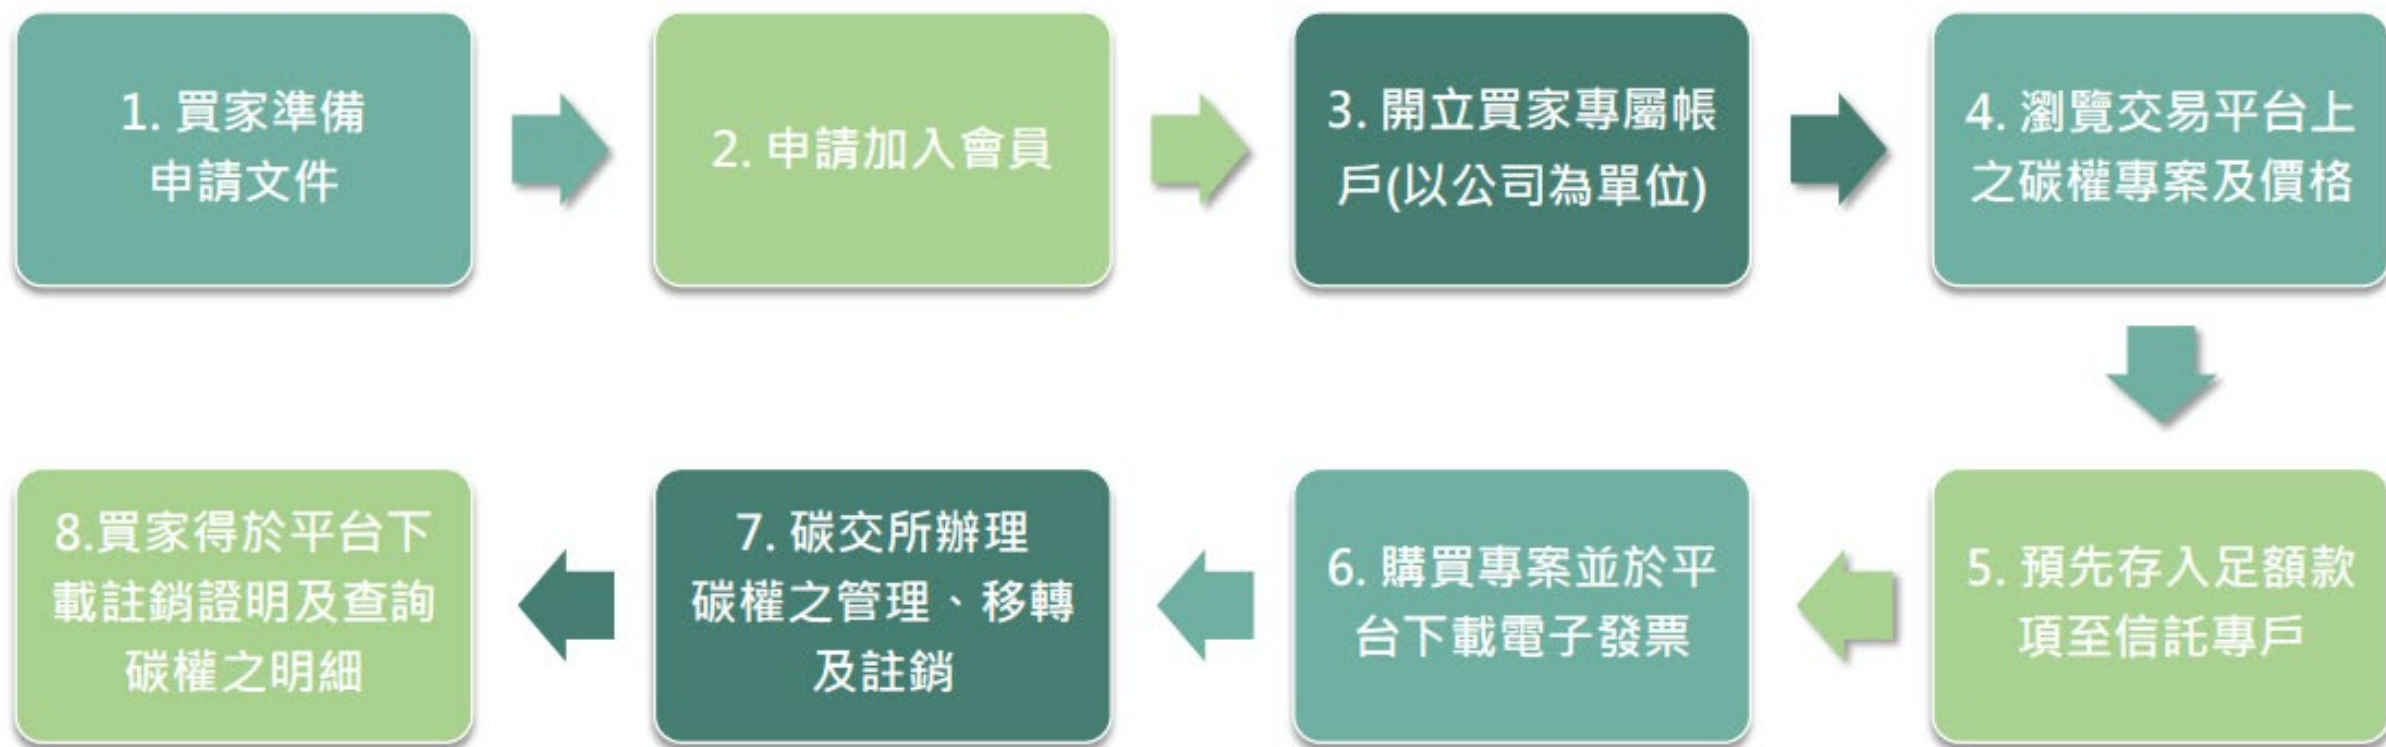 1. 買家準備
申請文件
2. 申請加入會員
3. 開立買家專屬帳
戶(以公司為單位)
4. 瀏覽交易平台上
之碳權專案及價格
5. 預先存入足額款
項至信託專戶
6. 購買專案並於平
台下載電子發票
7. 碳交所辦理
碳權之管理、移轉
及註銷
8.買家得於平台下
載註銷證明及查詢
碳權之明細